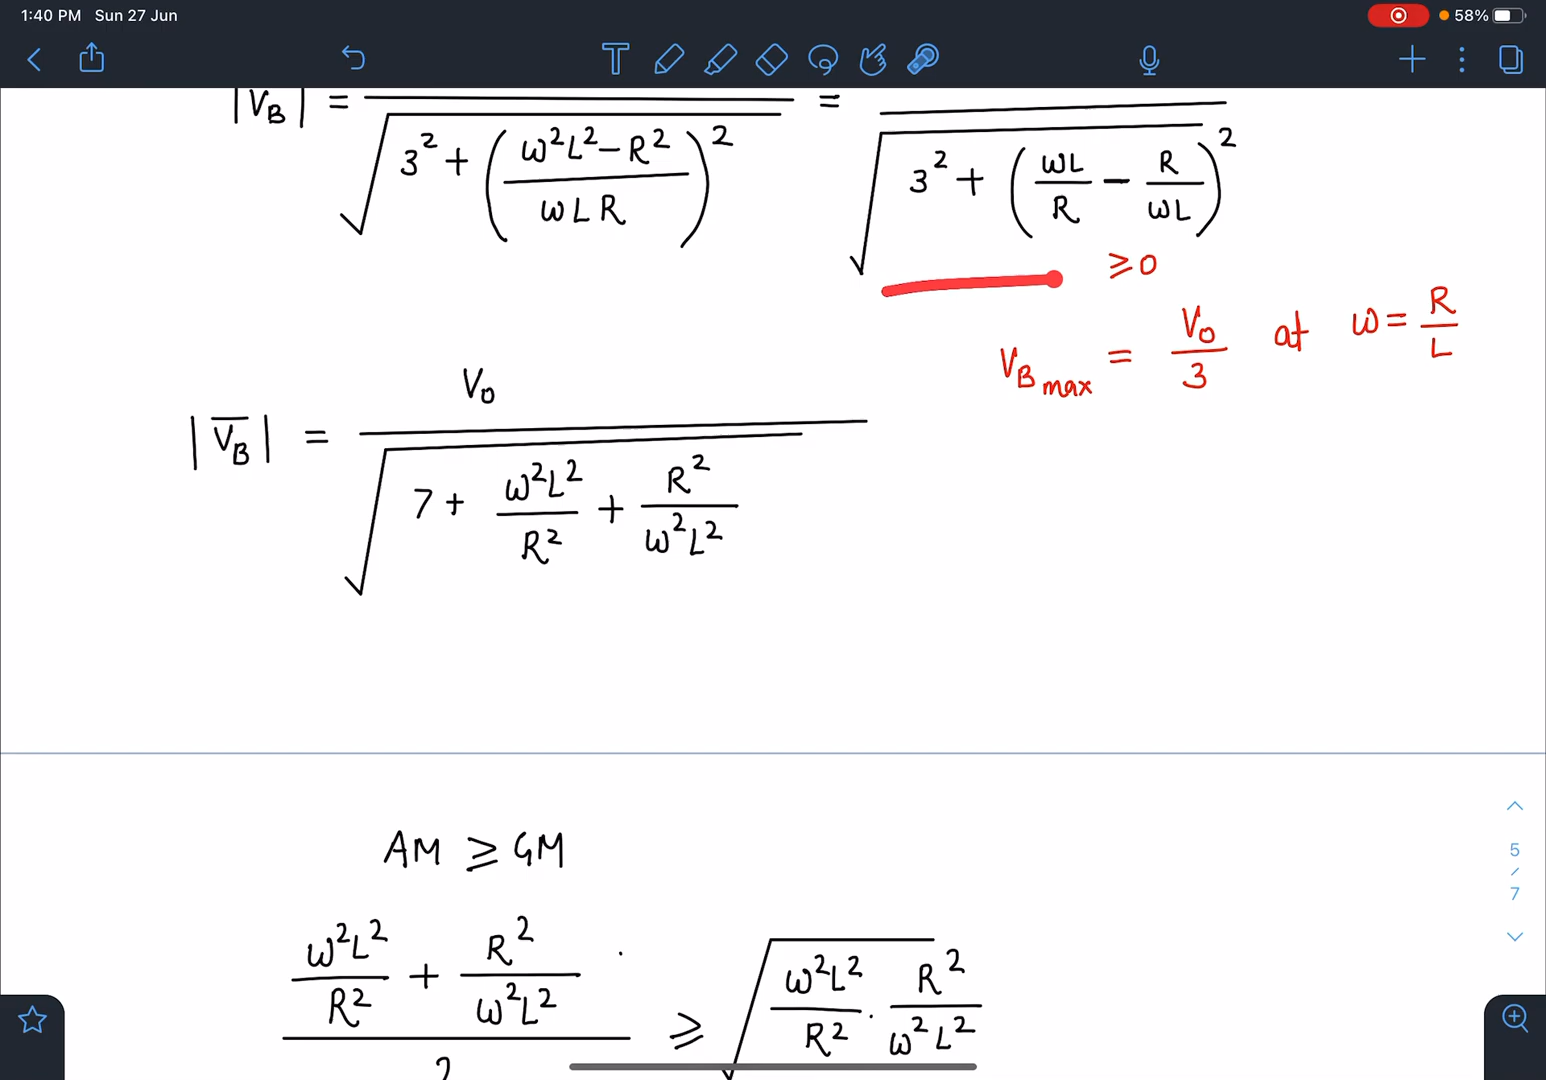 1:40 PM Sun 27 Jun
58%
|V_B| = 1/√(3² + ((ω²L² − R²)/(ωLR))²) = 1/√(3² + (ωL/R − R/ωL)²)
⩾0
V_B max = V₀/3 at ω = R/L
|V̅_B| = V₀/√(7 + ω²L²/R² + R²/ω²L²)
5
/
7
AM ⩾ GM
(ω²L²/R² + R²/ω²L²)/2 ⩾ √(ω²L²/R² · R²/ω²L²)